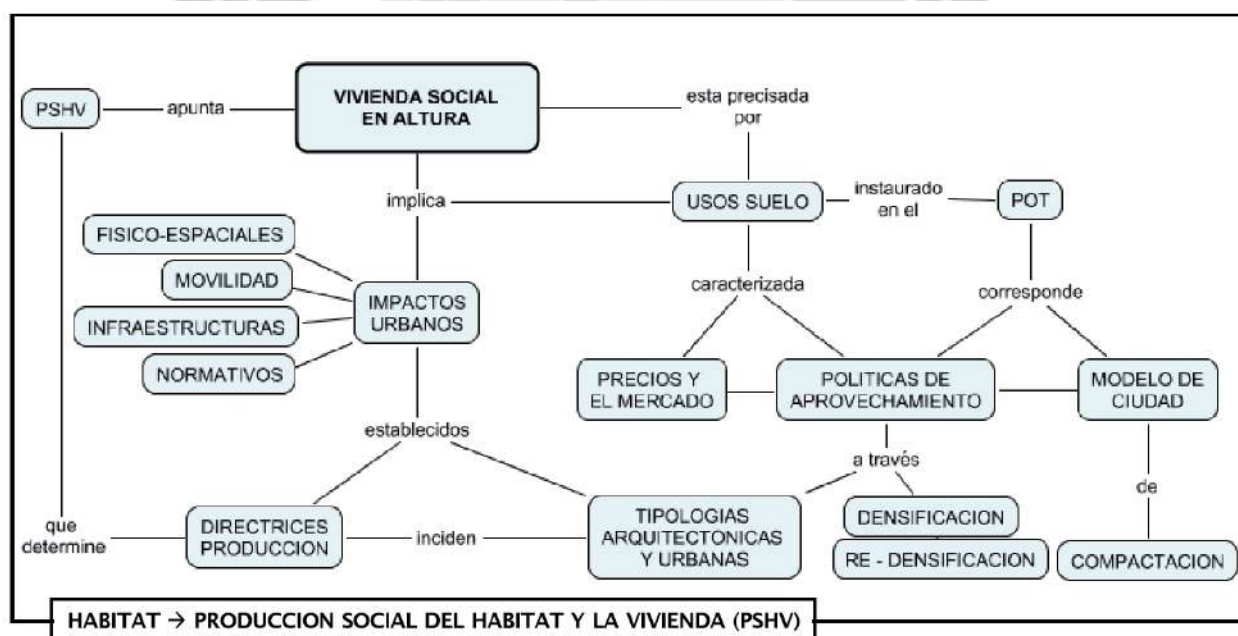 VIVIENDA SOCIAL
EN ALTURA
PSHV
apunta
esta precisada
por
implica
USOS SUELO
instaurado
en el
POT
FISICO-ESPACIALES
MOVILIDAD
INFRAESTRUCTURAS
NORMATIVOS
IMPACTOS
URBANOS
caracterizada
corresponde
PRECIOS Y
EL MERCADO
POLITICAS DE
APROVECHAMIENTO
MODELO DE
CIUDAD
establecidos
a través
de
que
determine
DIRECTRICES
PRODUCCION
inciden
TIPOLOGIAS
ARQUITECTONICAS
Y URBANAS
DENSIFICACION
RE - DENSIFICACION
COMPACTACION
HABITAT → PRODUCCION SOCIAL DEL HABITAT Y LA VIVIENDA (PSHV)